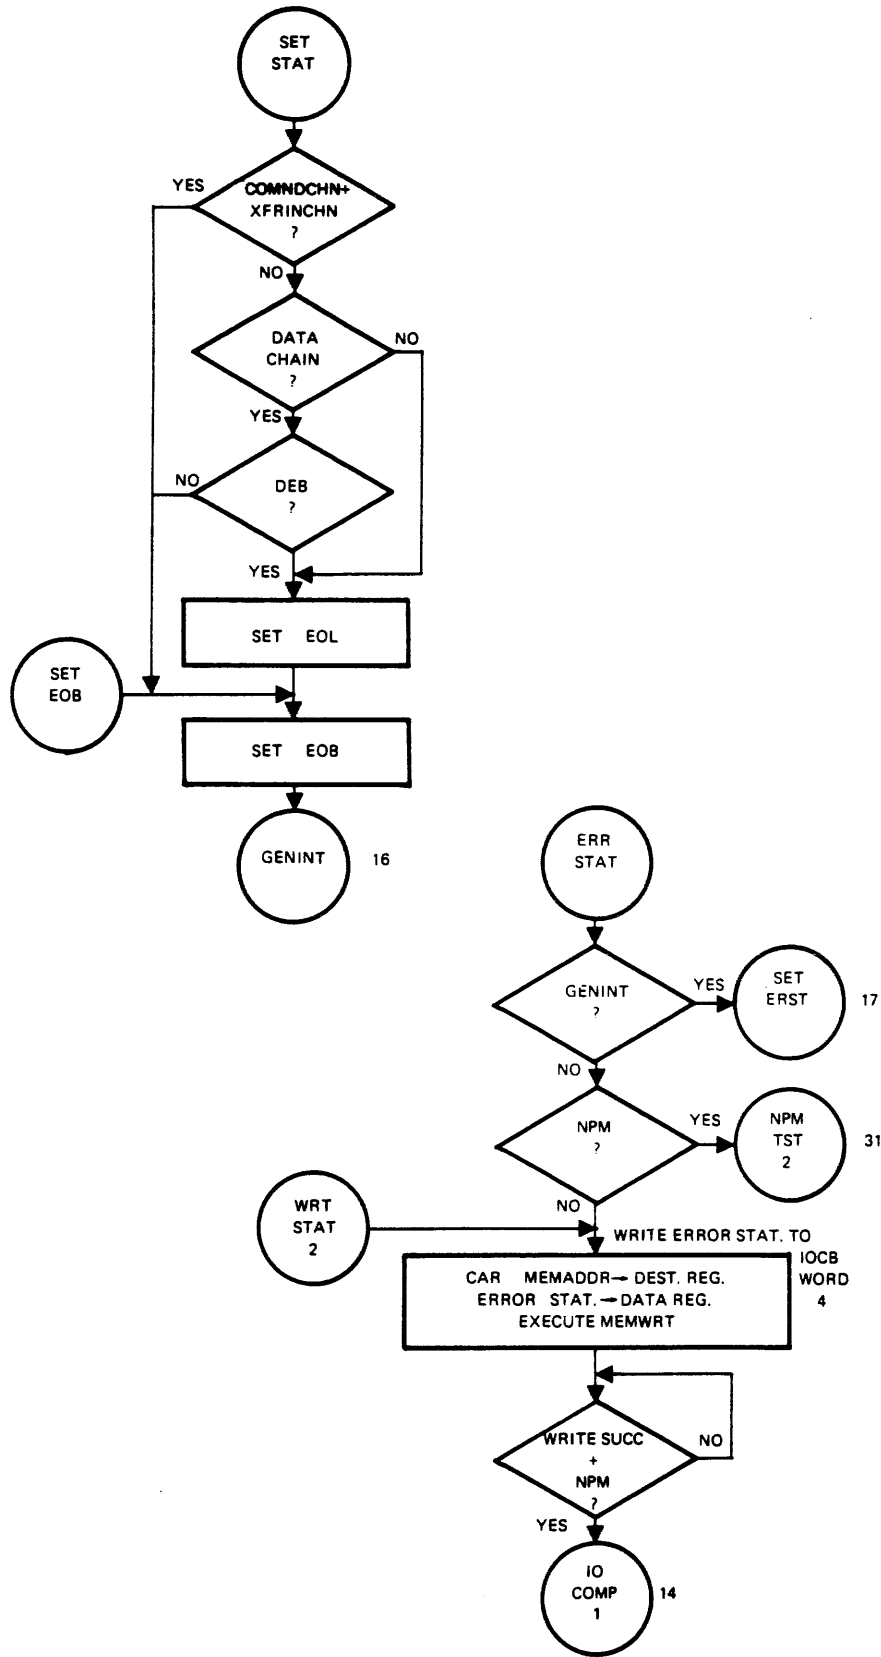 SET
STAT
YES
COMNDCHN+
XFRINCHN
?
NO
DATA
CHAIN
?
NO
YES
NO
DEB
?
YES
SET EOL
SET
EOB
SET EOB
GENINT
16
ERR
STAT
GENINT
?
YES
SET
ERST
17
NO
NPM
?
YES
NPM
TST
2
31
NO
WRT
STAT
2
WRITE ERROR STAT. TO
IOCB
WORD
4
CAR MEMADDR→DEST. REG.
ERROR STAT.→DATA REG.
EXECUTE MEMWRT
WRITE SUCC
+
NPM
?
NO
YES
IO
COMP
1
14